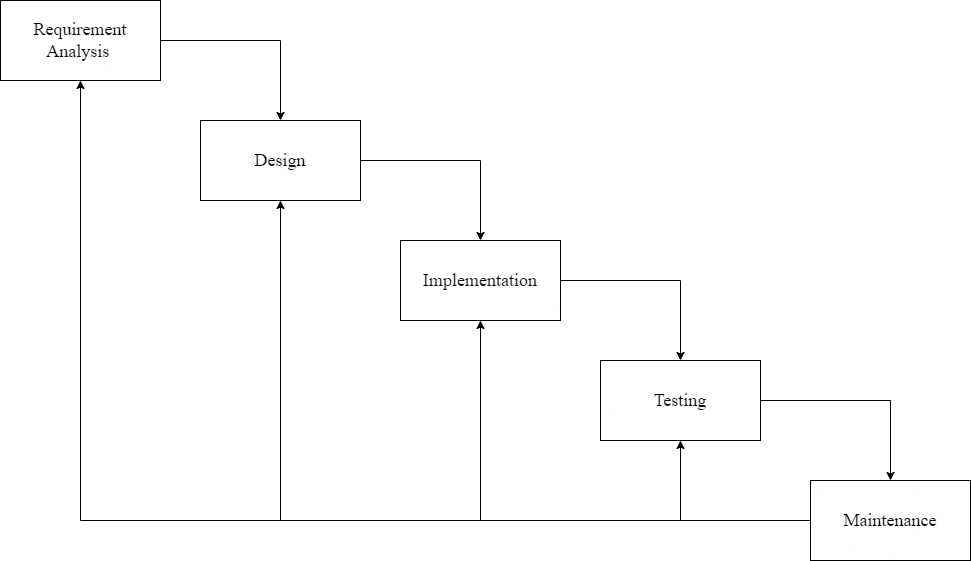 Requirement
Analysis
Design
Implementation
Testing
Maintenance